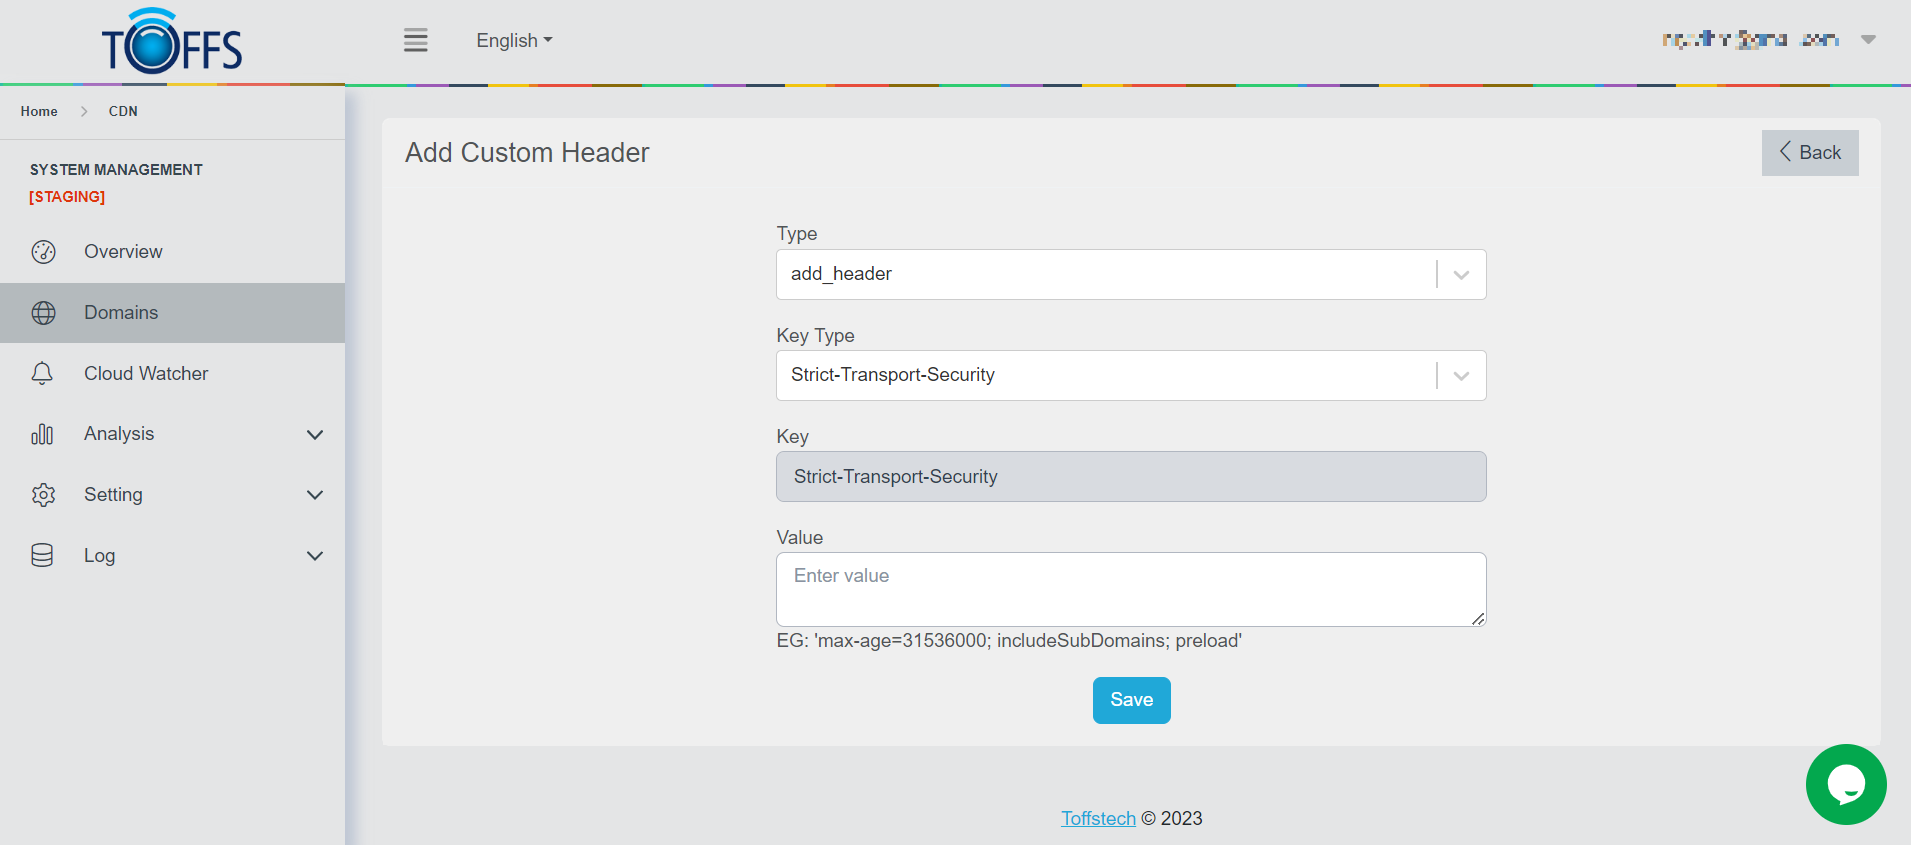 TOFFS
English
Home > CDN
SYSTEM MANAGEMENT
[STAGING]
Overview
Domains
Cloud Watcher
Analysis
Setting
Log
Add Custom Header
Back
Type
add_header
Key Type
Strict-Transport-Security
Key
Strict-Transport-Security
Value
Enter value
EG: 'max-age=31536000; includeSubDomains; preload'
Save
Toffstech © 2023